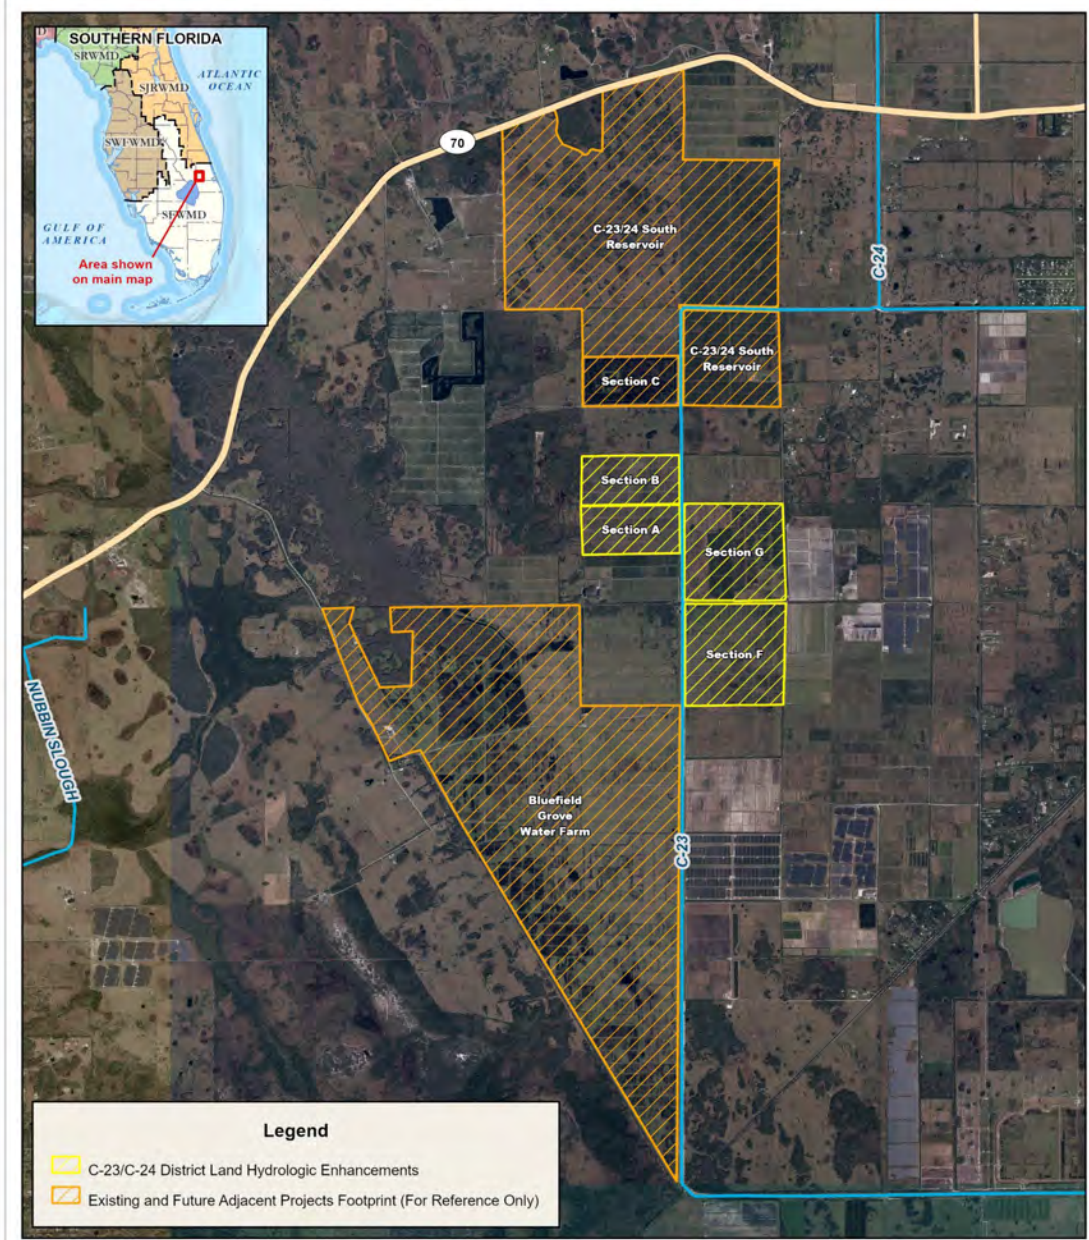 SOUTHERN FLORIDA
D
SRWMD
SJRWMD
ATLANTIC
OCEAN
SWFWMD
SFWMD
GULF OF
AMERICA
Area shown
on main map
70
C-23/24 South
Reservoir
C-24
C-23/24 South
Reservoir
Section C
Section B
Section A
Section G
Section F
NUBBIN SLOUGH
Bluefield
Grove
Water Farm
C-23
Legend
C-23/C-24 District Land Hydrologic Enhancements
Existing and Future Adjacent Projects Footprint (For Reference Only)